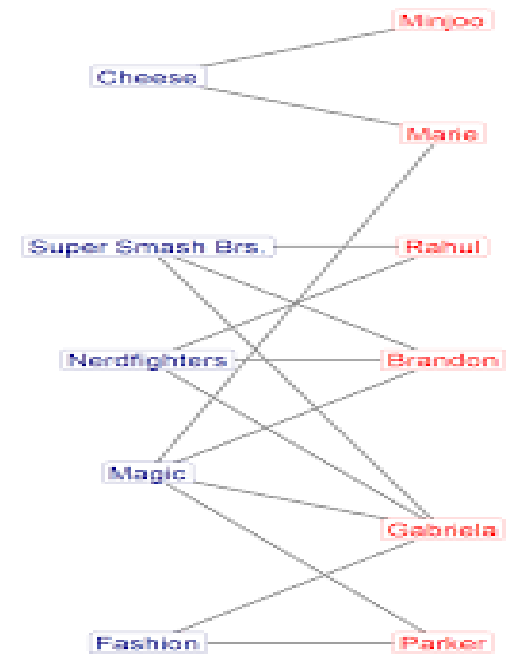 Minjoo
Cheese
Marie
Super Smash Brs.
Rahul
Nerdfighters
Brandon
Magic
Gabriela
Fashion
Parker